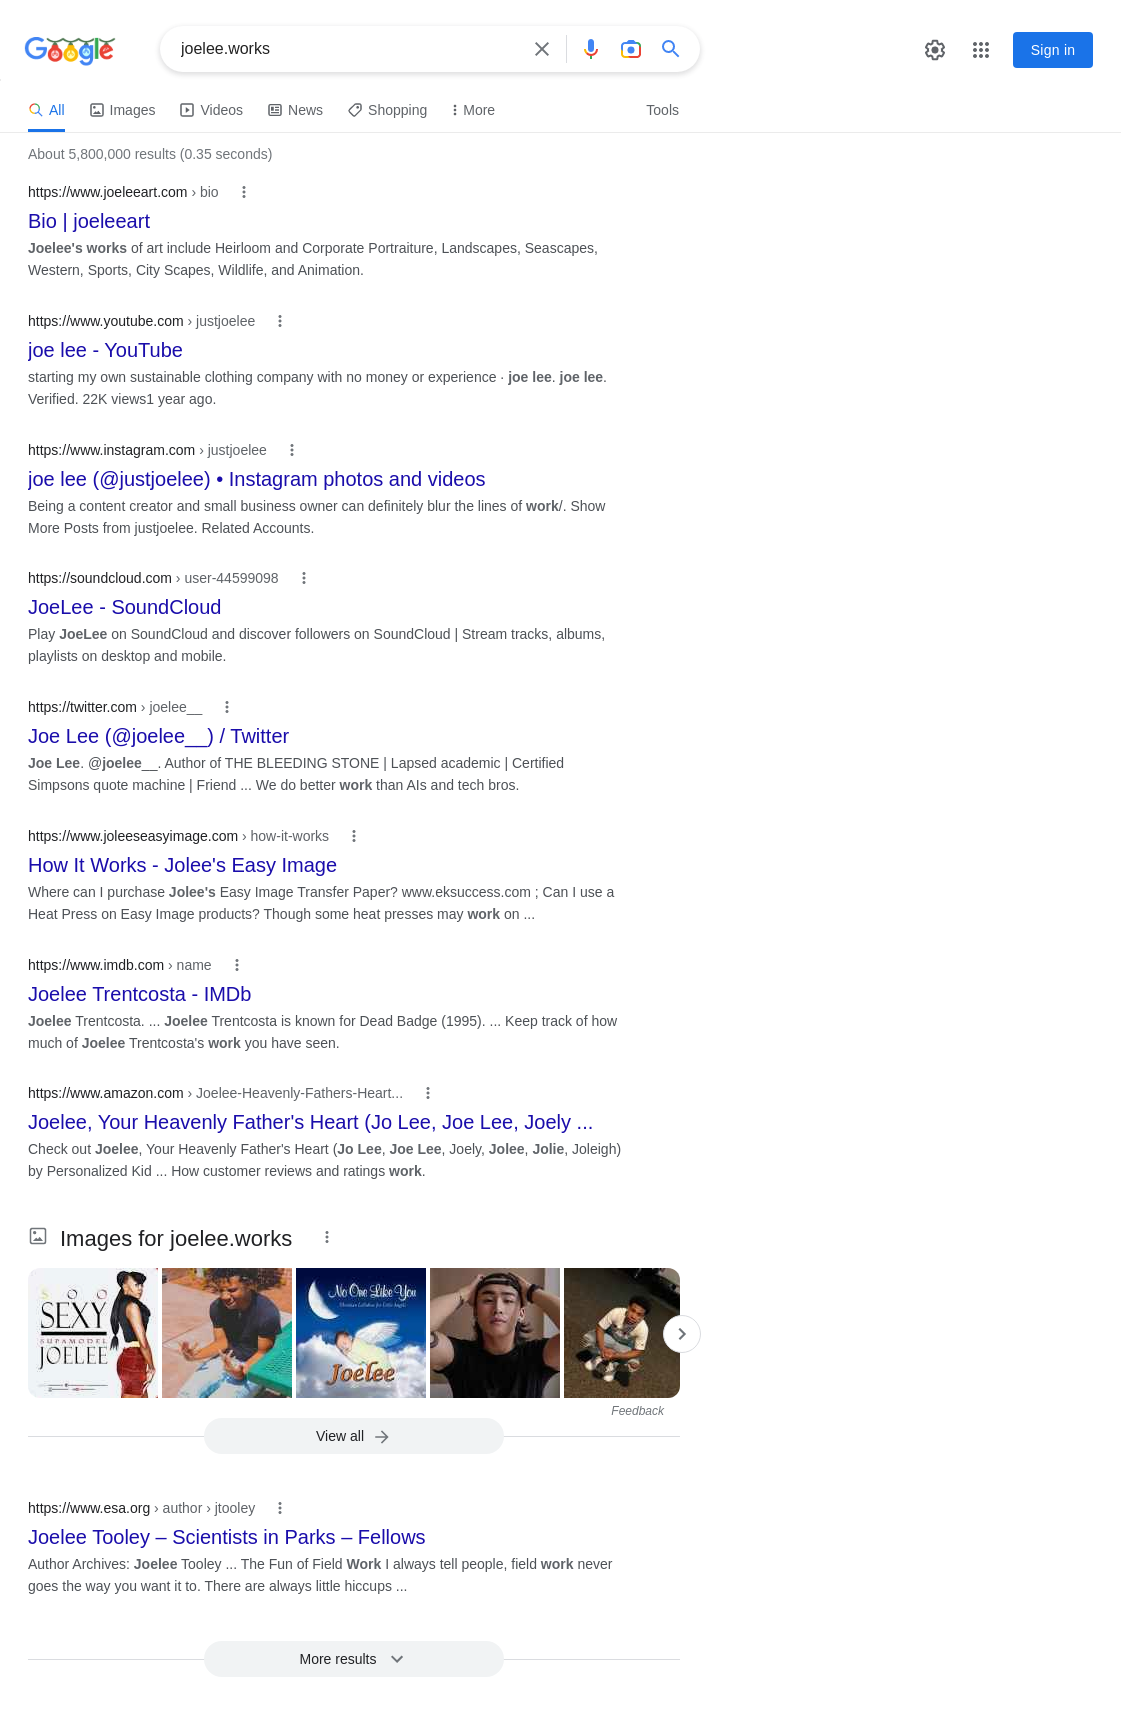 Google
joelee.works
Sign in
All
Images
Videos
News
Shopping
More
Tools
About 5,800,000 results (0.35 seconds)
https://www.joeleeart.com › bio
Bio | joeleeart
Joelee's works of art include Heirloom and Corporate Portraiture, Landscapes, Seascapes,
Western, Sports, City Scapes, Wildlife, and Animation.
https://www.youtube.com › justjoelee
joe lee - YouTube
starting my own sustainable clothing company with no money or experience · joe lee. joe lee.
Verified. 22K views1 year ago.
https://www.instagram.com › justjoelee
joe lee (@justjoelee) • Instagram photos and videos
Being a content creator and small business owner can definitely blur the lines of work/. Show
More Posts from justjoelee. Related Accounts.
https://soundcloud.com › user-44599098
JoeLee - SoundCloud
Play JoeLee on SoundCloud and discover followers on SoundCloud | Stream tracks, albums,
playlists on desktop and mobile.
https://twitter.com › joelee__
Joe Lee (@joelee__) / Twitter
Joe Lee. @joelee__. Author of THE BLEEDING STONE | Lapsed academic | Certified
Simpsons quote machine | Friend ... We do better work than AIs and tech bros.
https://www.joleeseasyimage.com › how-it-works
How It Works - Jolee's Easy Image
Where can I purchase Jolee's Easy Image Transfer Paper? www.eksuccess.com ; Can I use a
Heat Press on Easy Image products? Though some heat presses may work on ...
https://www.imdb.com › name
Joelee Trentcosta - IMDb
Joelee Trentcosta. ... Joelee Trentcosta is known for Dead Badge (1995). ... Keep track of how
much of Joelee Trentcosta's work you have seen.
https://www.amazon.com › Joelee-Heavenly-Fathers-Heart...
Joelee, Your Heavenly Father's Heart (Jo Lee, Joe Lee, Joely ...
Check out Joelee, Your Heavenly Father's Heart (Jo Lee, Joe Lee, Joely, Jolee, Jolie, Joleigh)
by Personalized Kid ... How customer reviews and ratings work.
Images for joelee.works
SOO
SEXY
SUPAMODEL
JOELEE
No One Like You
Joelee
Feedback
View all
https://www.esa.org › author › jtooley
Joelee Tooley – Scientists in Parks – Fellows
Author Archives: Joelee Tooley ... The Fun of Field Work I always tell people, field work never
goes the way you want it to. There are always little hiccups ...
More results